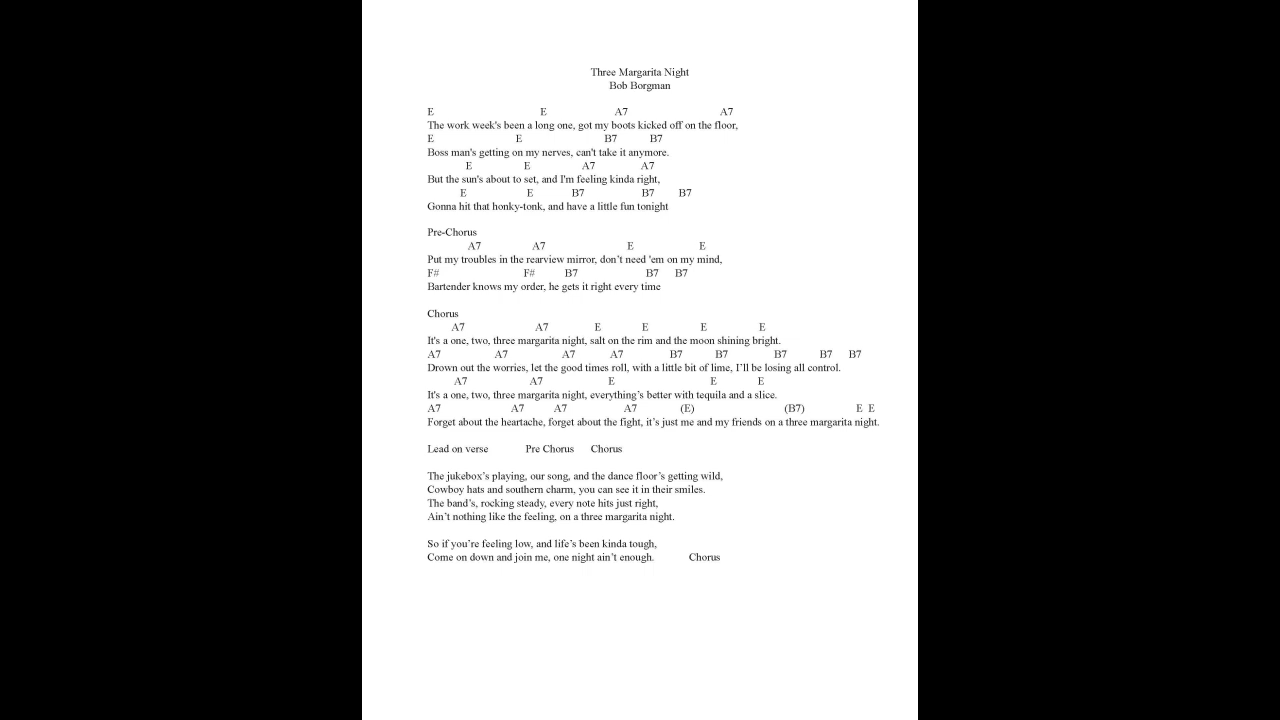 Three Margarita Night
Bob Borgman
E E A7 A7
The work week's been a long one, got my boots kicked off on the floor,
E E B7 B7
Boss man's getting on my nerves, can't take it anymore.
E E A7 A7
But the sun's about to set, and I'm feeling kinda right,
E E B7 B7 B7
Gonna hit that honky-tonk, and have a little fun tonight
Pre-Chorus
A7 A7 E E
Put my troubles in the rearview mirror, don’t need 'em on my mind,
F# F# B7 B7 B7
Bartender knows my order, he gets it right every time
Chorus
A7 A7 E E E E
It's a one, two, three margarita night, salt on the rim and the moon shining bright.
A7 A7 A7 A7 B7 B7 B7 B7 B7
Drown out the worries, let the good times roll, with a little bit of lime, I’ll be losing all control.
A7 A7 E E E
It's a one, two, three margarita night, everything’s better with tequila and a slice.
A7 A7 A7 A7 (E) (B7) E E
Forget about the heartache, forget about the fight, it’s just me and my friends on a three margarita night.
Lead on verse Pre Chorus Chorus
The jukebox’s playing, our song, and the dance floor’s getting wild,
Cowboy hats and southern charm, you can see it in their smiles.
The band’s, rocking steady, every note hits just right,
Ain’t nothing like the feeling, on a three margarita night.
So if you’re feeling low, and life’s been kinda tough,
Come on down and join me, one night ain’t enough. Chorus